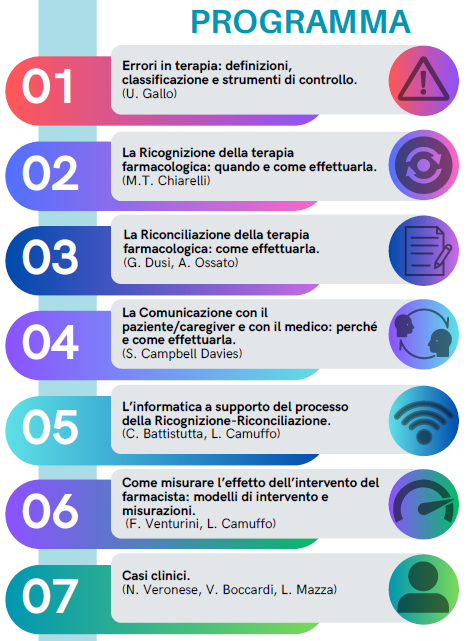 PROGRAMMA
01
Errori in terapia: definizioni,
classificazione e strumenti di controllo.
(U. Gallo)
02
La Ricognizione della terapia
farmacologica: quando e come effettuarla.
(M.T. Chiarelli)
03
La Riconciliazione della terapia
farmacologica: come effettuarla.
(G. Dusi, A. Ossato)
04
La Comunicazione con il
paziente/caregiver e con il medico: perché
e come effettuarla.
(S. Campbell Davies)
05
L’informatica a supporto del processo
della Ricognizione-Riconciliazione.
(C. Battistutta, L. Camuffo)
06
Come misurare l’effetto dell’intervento del
farmacista: modelli di intervento e
misurazioni.
(F. Venturini, L. Camuffo)
07
Casi clinici.
(N. Veronese, V. Boccardi, L. Mazza)